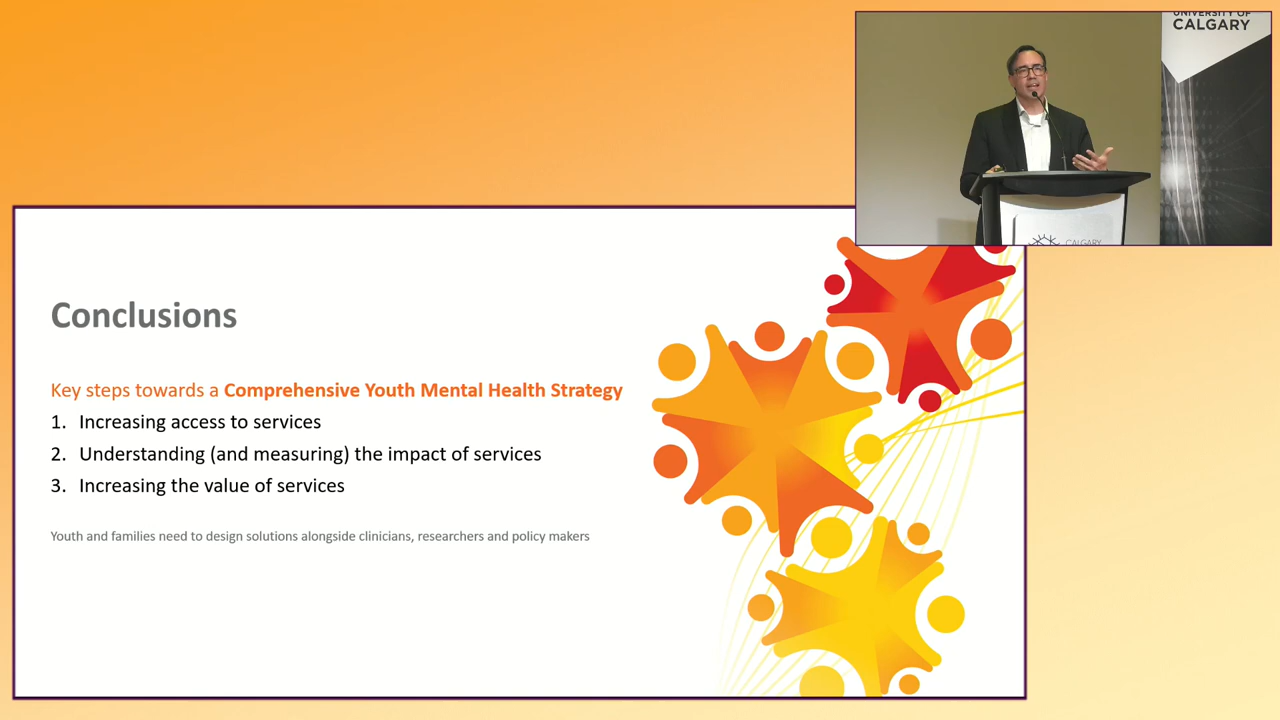 UNIVERSITY OF
CALGARY
CALGARY
Conclusions
Key steps towards a Comprehensive Youth Mental Health Strategy
1. Increasing access to services
2. Understanding (and measuring) the impact of services
3. Increasing the value of services
Youth and families need to design solutions alongside clinicians, researchers and policy makers